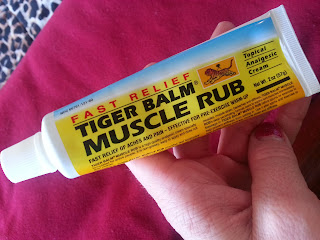 FAST RELIEF
TIGER BALM
MUSCLE RUB
Topical
Analgesic
Cream
Net Wt. 2 oz (57g)
FAST RELIEF OF ACHES AND PAIN - EFFECTIVE FOR PRE-EXERCISE WARM-UP